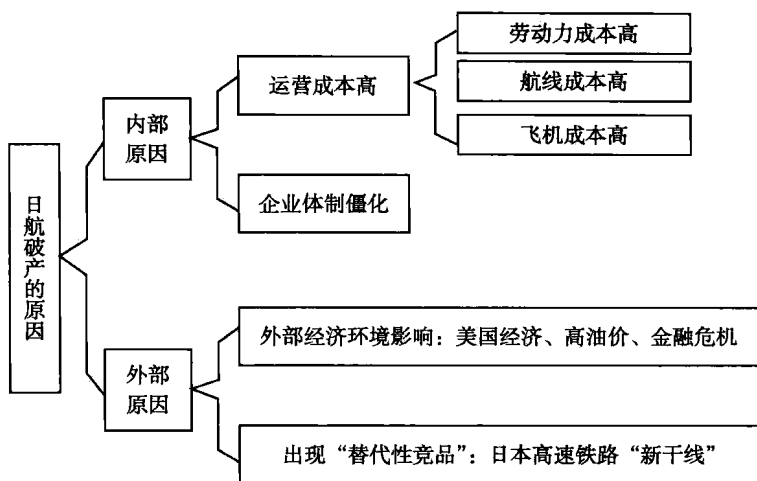 日航破产的原因
内部
原因
运营成本高
劳动力成本高
航线成本高
飞机成本高
企业体制僵化
外部
原因
外部经济环境影响：美国经济、高油价、金融危机
出现“替代性竞品”：日本高速铁路“新干线”